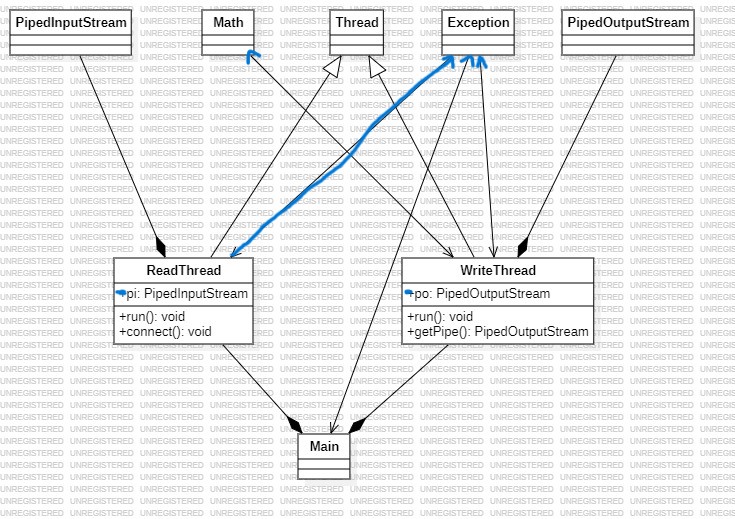 PipedInputStream
Math
Thread
Exception
PipedOutputStream
ReadThread
pi: PipedInputStream
+run(): void
+connect(): void
WriteThread
po: PipedOutputStream
+run(): void
+getPipe(): PipedOutputStream
Main
UNREGISTERED